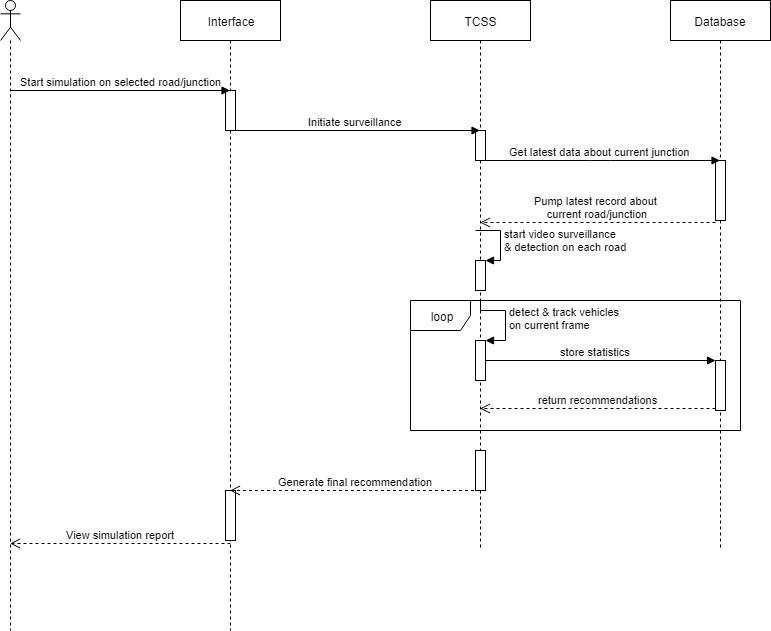 Interface
TCSS
Database
Start simulation on selected road/junction
Initiate surveillance
Get latest data about current junction
Pump latest record about
current road/junction
start video surveillance
& detection on each road
loop
detect & track vehicles
on current frame
store statistics
return recommendations
Generate final recommendation
View simulation report